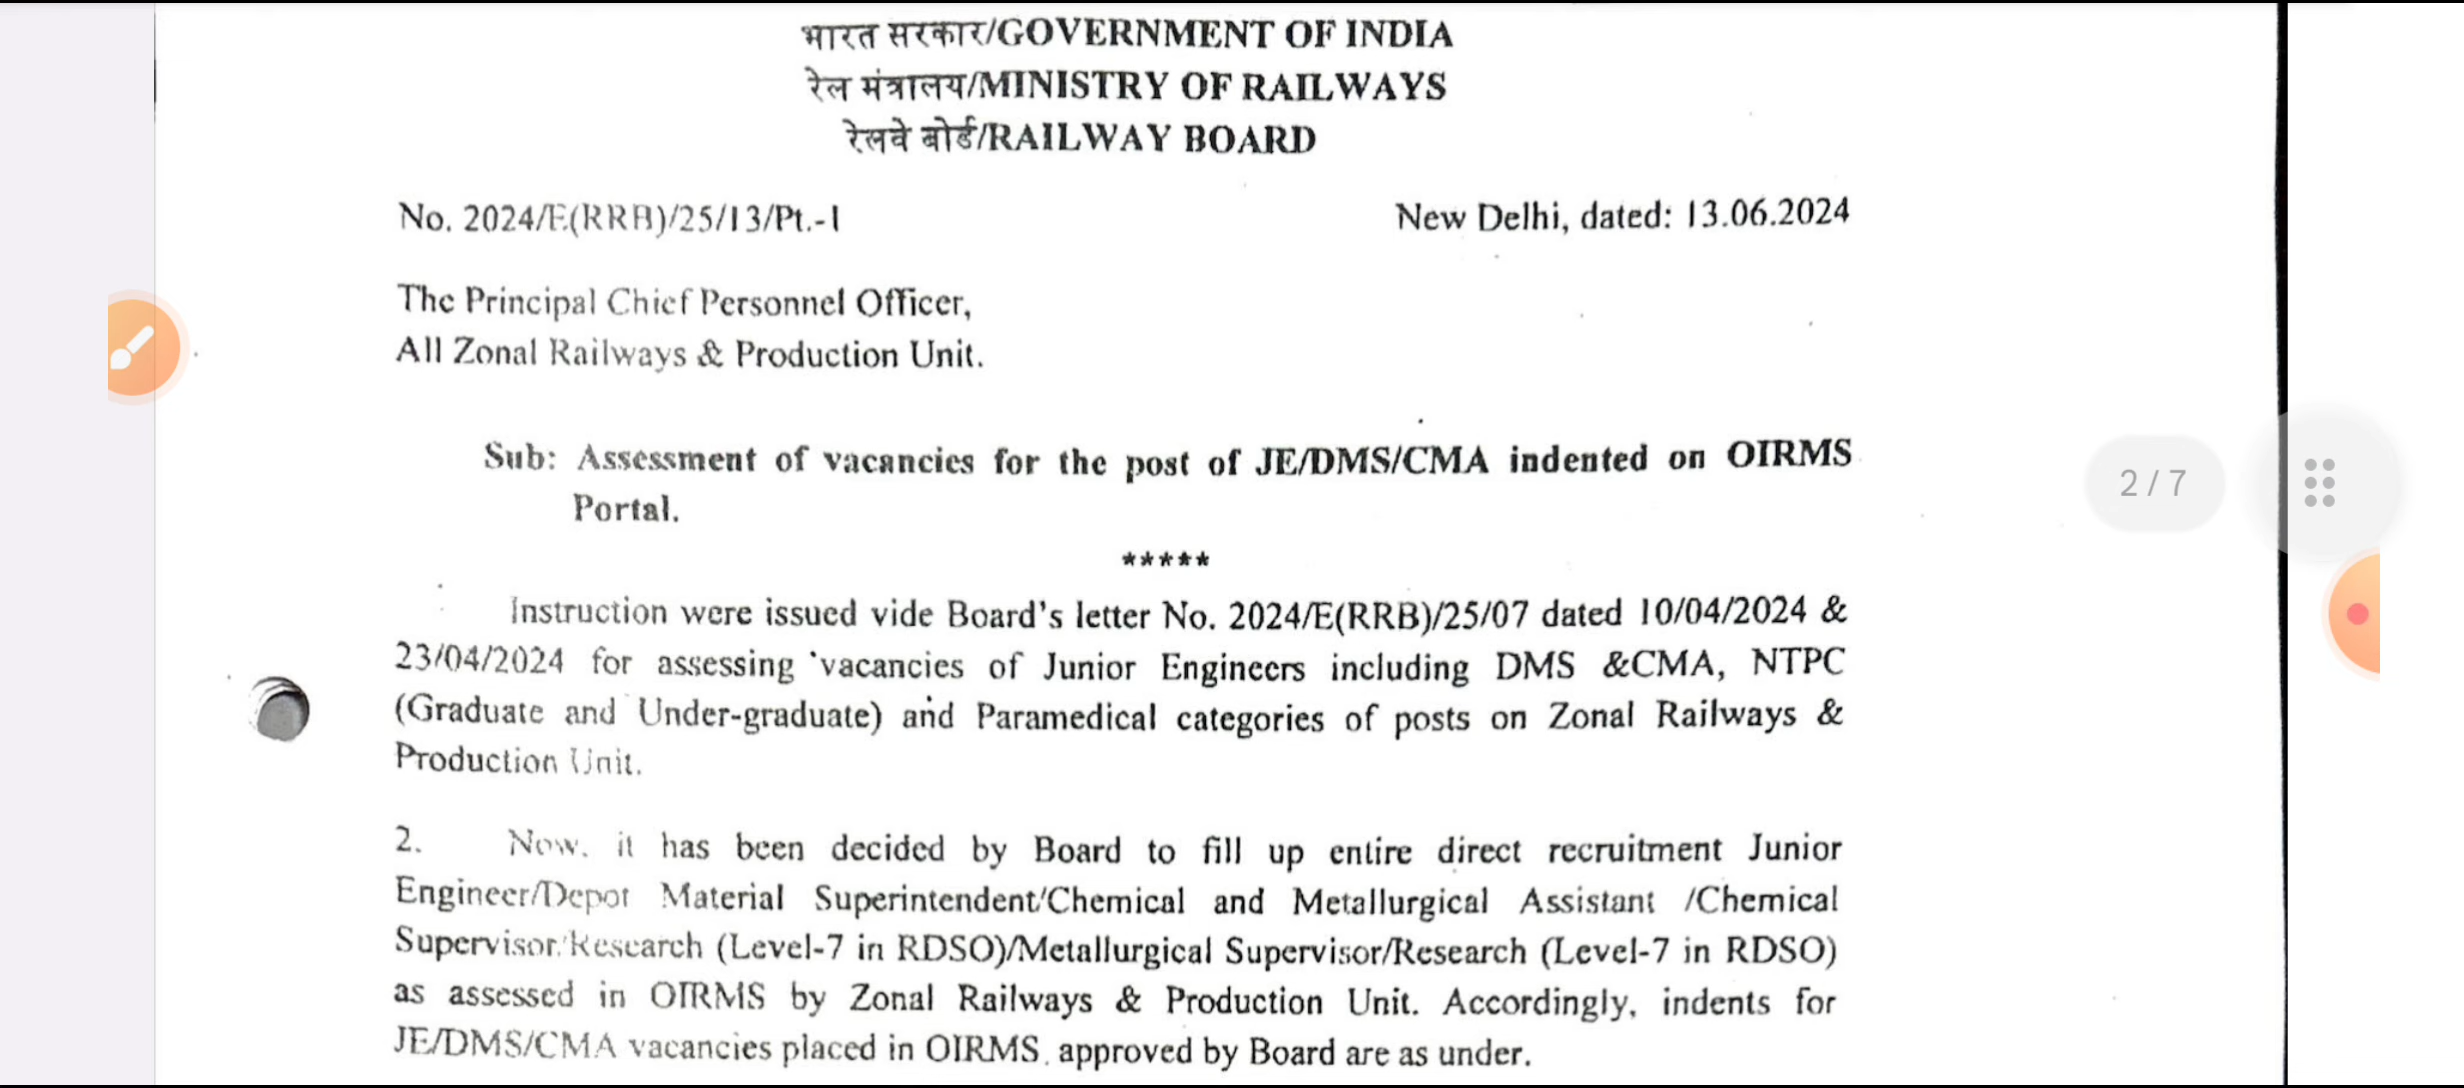 भारत सरकार/GOVERNMENT OF INDIA
रेल मंत्रालय/MINISTRY OF RAILWAYS
रेलवे बोर्ड/RAILWAY BOARD
No. 2024/E(RRB)/25/13/Pt.-I
New Delhi, dated: 13.06.2024
The Principal Chief Personnel Officer,
All Zonal Railways & Production Unit.
Sub: Assessment of vacancies for the post of JE/DMS/CMA indented on OIRMS
Portal.
*****
2/7
Instruction were issued vide Board's letter No. 2024/E(RRB)/25/07 dated 10/04/2024 &
23/04/2024 for assessing vacancies of Junior Engineers including DMS &CMA, NTPC
(Graduate and Under-graduate) and Paramedical categories of posts on Zonal Railways &
Production Unit.
2. Now, it has been decided by Board to fill up entire direct recruitment Junior
Engineer/Depot Material Superintendent/Chemical and Metallurgical Assistant /Chemical
Supervisor/Research (Level-7 in RDSO)/Metallurgical Supervisor/Research (Level-7 in RDSO)
as assessed in OIRMS by Zonal Railways & Production Unit. Accordingly, indents for
JE/DMS/CMA vacancies placed in OIRMS, approved by Board are as under.